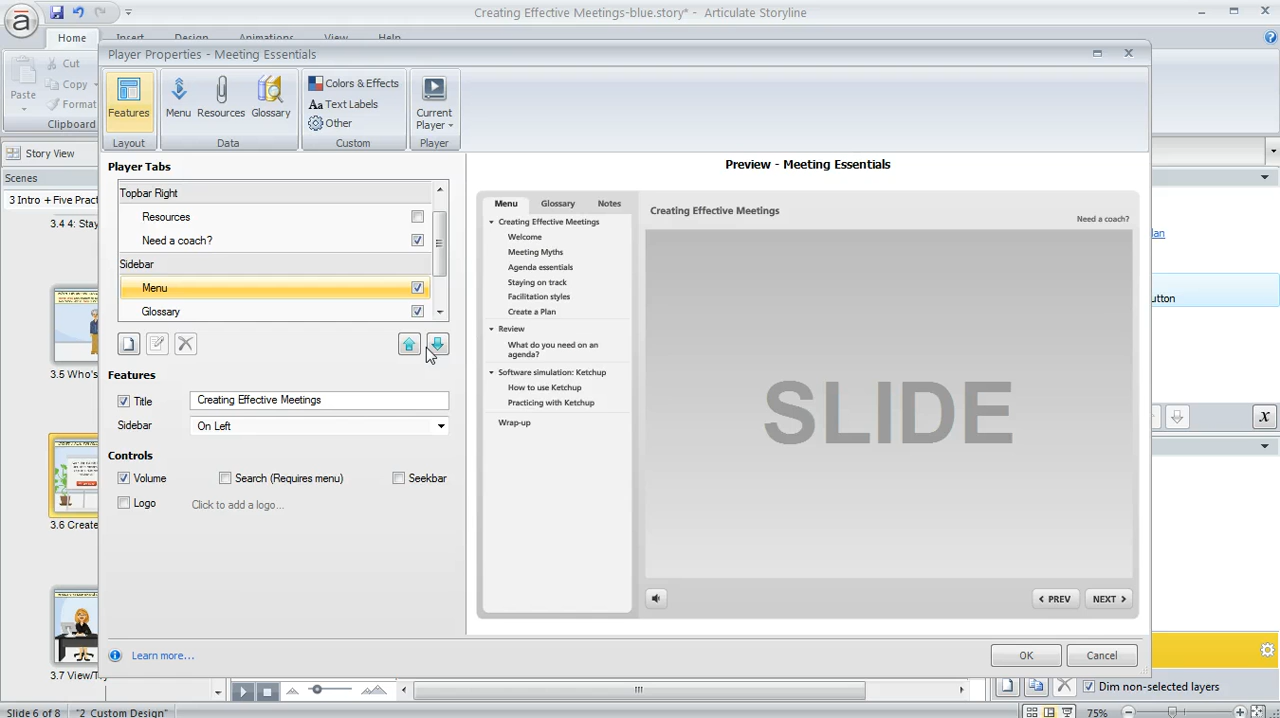 Creating Effective Meetings-blue.story* - Articulate Storyline
Home
Insert
Design
Animations
View
Help
Cut
Copy
Paste
Format
Clipboard
Story View
Scenes
3 Intro + Five Pract
3.4 4: Stay
3.5 Who's
3.6 Create
3.7 View/T
Player Properties - Meeting Essentials
Features
Menu
Resources
Glossary
Colors & Effects
Text Labels
Other
Current
Player
Layout
Data
Custom
Player
Player Tabs
Topbar Right
Resources
Need a coach?
Sidebar
Menu
Glossary
Features
Title
Creating Effective Meetings
Sidebar
On Left
Controls
Volume
Search (Requires menu)
Seekbar
Logo
Click to add a logo...
Preview - Meeting Essentials
Menu
Glossary
Notes
Creating Effective Meetings
Need a coach?
Creating Effective Meetings
Welcome
Meeting Myths
Agenda essentials
Staying on track
Facilitation styles
Create a Plan
Review
What do you need on an
agenda?
Software simulation: Ketchup
How to use Ketchup
Practicing with Ketchup
Wrap-up
SLIDE
PREV
NEXT
Learn more...
OK
Cancel
lan
utton
Dim non-selected layers
Slide 6 of 8
"2_Custom Design"
75%